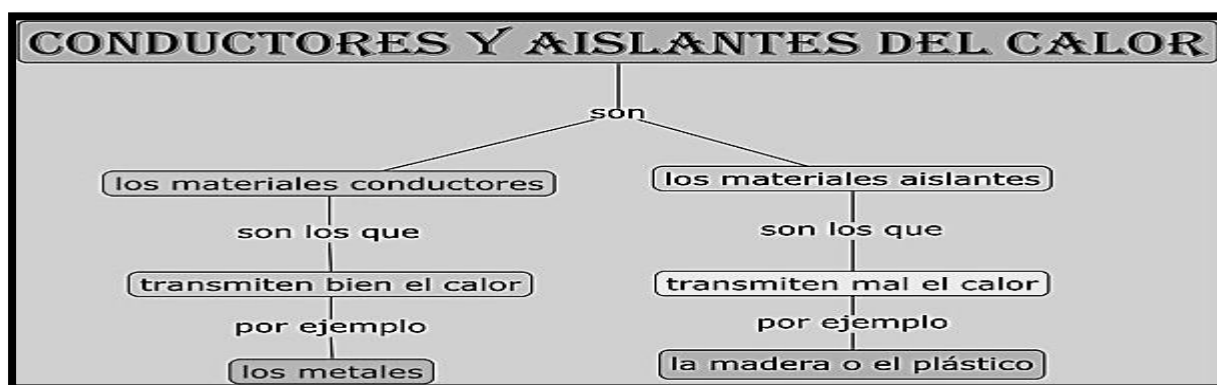 CONDUCTORES Y AISLANTES DEL CALOR
son
los materiales conductores
son los que
transmiten bien el calor
por ejemplo
los metales
los materiales aislantes
son los que
transmiten mal el calor
por ejemplo
la madera o el plástico